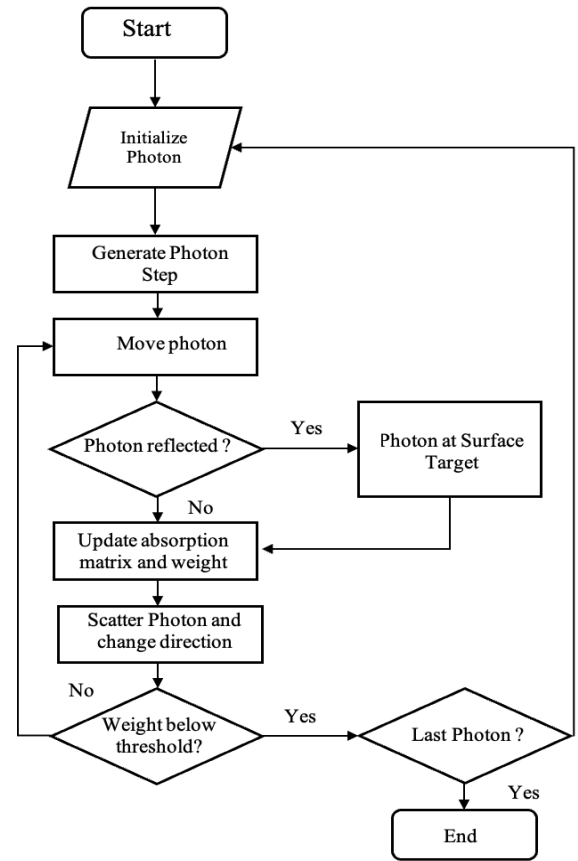 Start
Initialize
Photon
Generate Photon
Step
Move photon
Photon reflected ?
Yes
Photon at Surface
Target
No
Update absorption
matrix and weight
Scatter Photon and
change direction
No
Weight below
threshold?
Yes
Last Photon ?
Yes
End